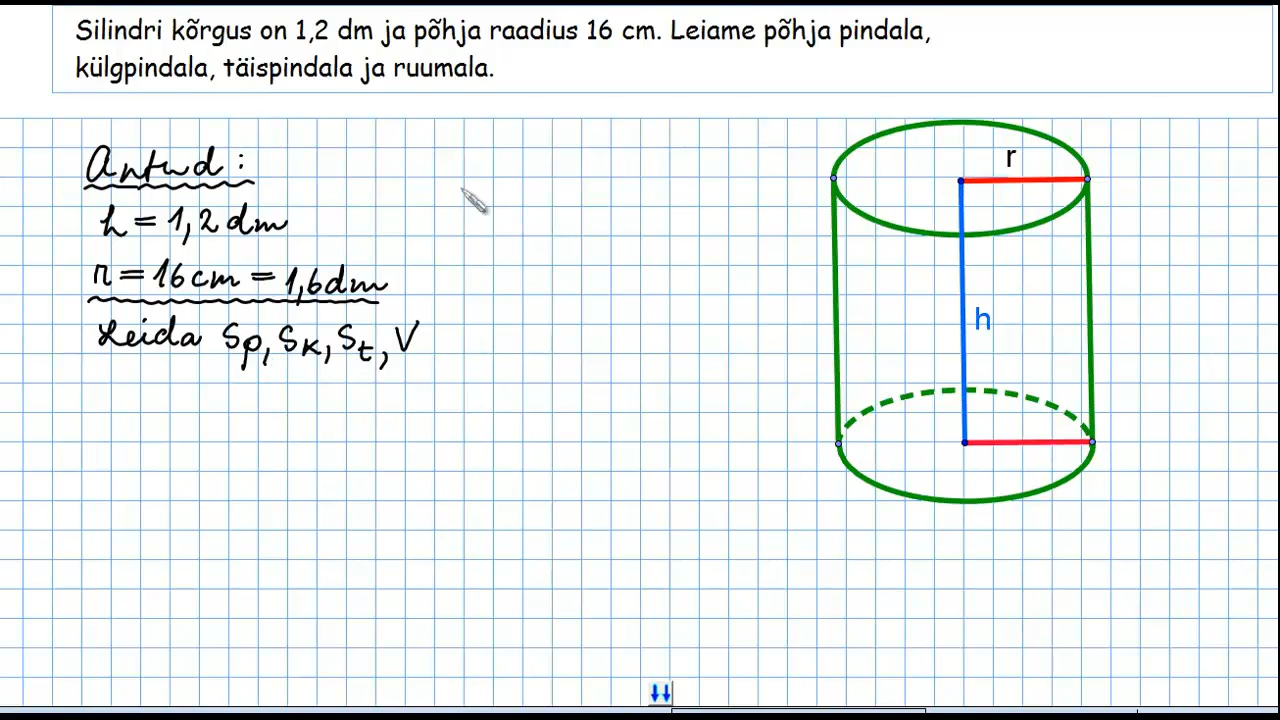 Silindri kõrgus on 1,2 dm ja põhja raadius 16 cm. Leiame põhja pindala,
külgpindala, täispindala ja ruumala.
Antud:
h = 1,2 dm
r = 16 cm = 1,6 dm
Leida Sp, Sk, St, V
r
h